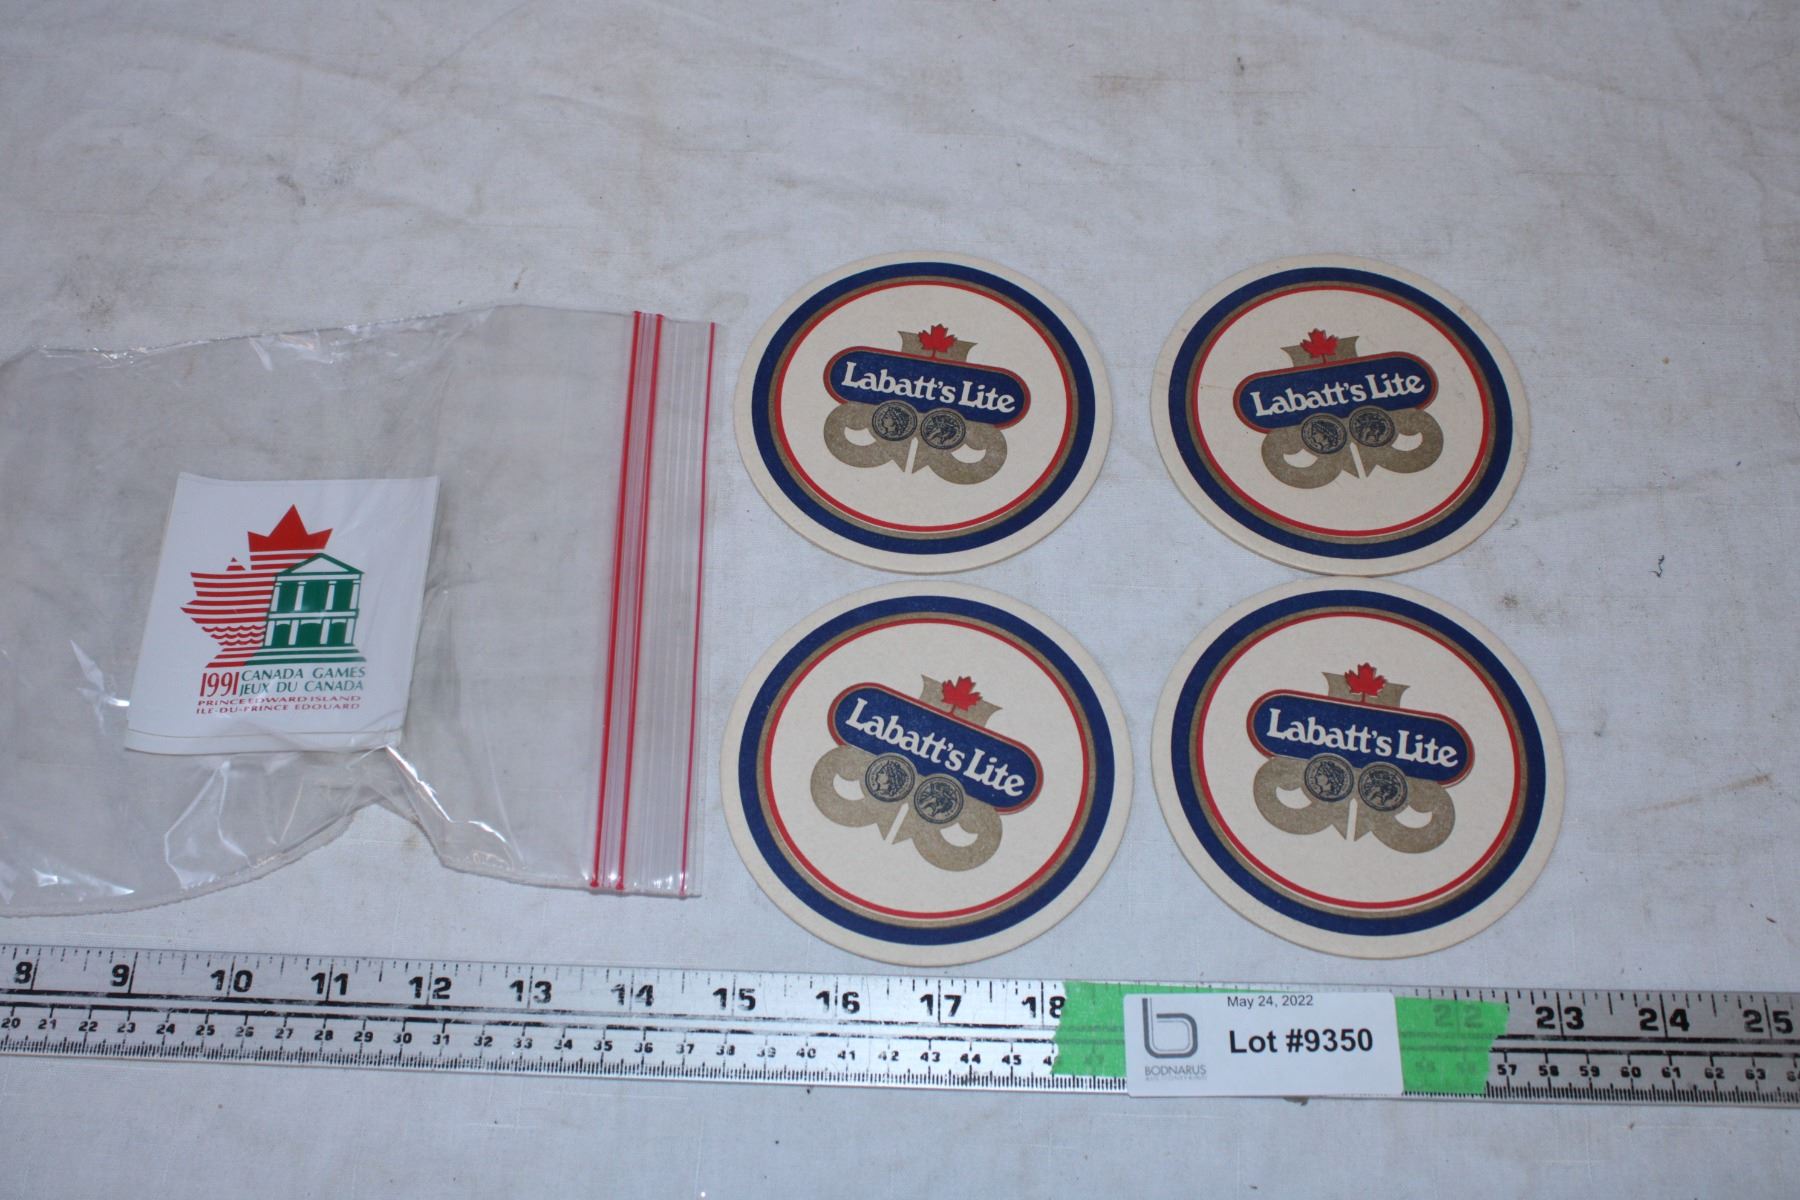 1991 CANADA GAMES
JEUX DU CANADA
PRINCE EDWARD ISLAND
ILE-DU-PRINCE EDOUARD
Labatt's Lite
Labatt's Lite
Labatt's Lite
Labatt's Lite
8 9 10 11 12 13 14 15 16 17 18 22 23 24 25
20 21 22 23 24 25 26 27 28 29 30 31 32 33 34 35 36 37 38 39 40 41 42 43 44 45 57 58 59 60 61 62 63
May 24, 2022
Lot #9350
BODNARUS